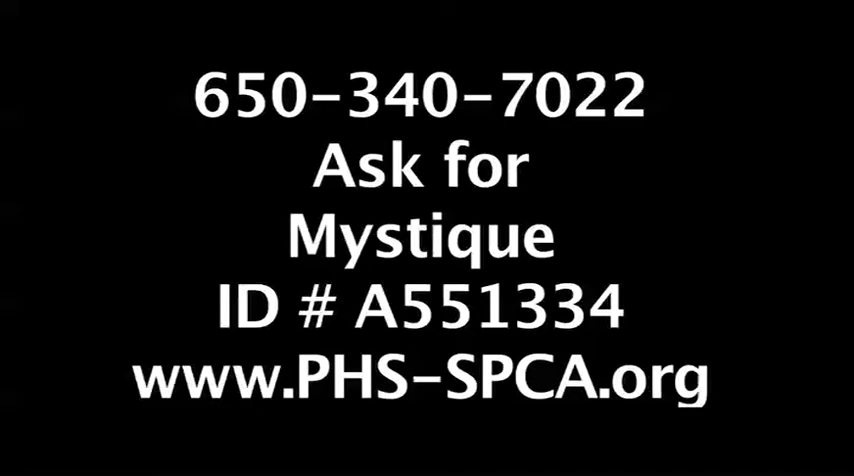 650-340-7022
Ask for
Mystique
ID # A551334
www.PHS-SPCA.org